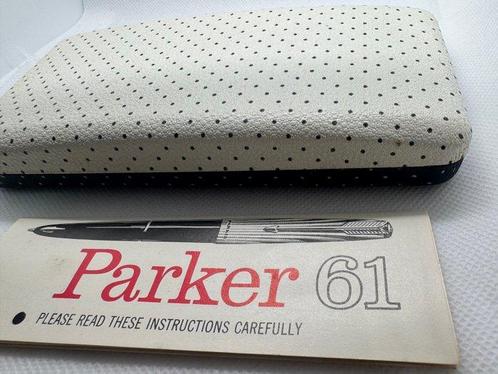 Parker 61
PLEASE READ THESE INSTRUCTIONS CAREFULLY